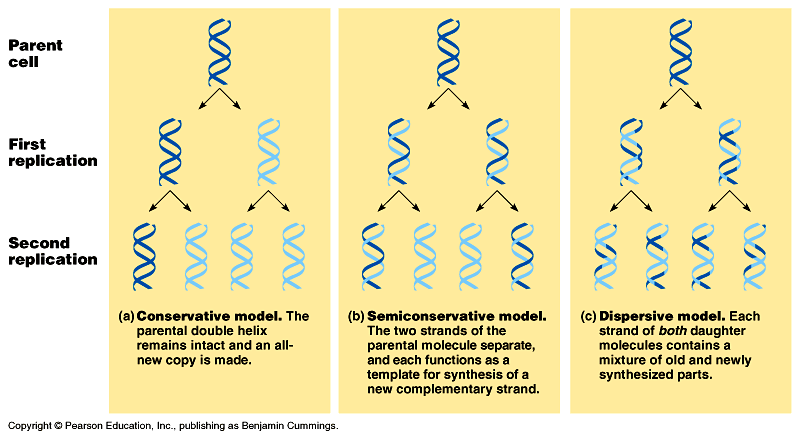 Parent
cell
First
replication
Second
replication
(a) Conservative model. The
parental double helix
remains intact and an all-
new copy is made.
(b) Semiconservative model.
The two strands of the
parental molecule separate,
and each functions as a
template for synthesis of a
new complementary strand.
(c) Dispersive model. Each
strand of both daughter
molecules contains a
mixture of old and newly
synthesized parts.
Copyright © Pearson Education, Inc., publishing as Benjamin Cummings.